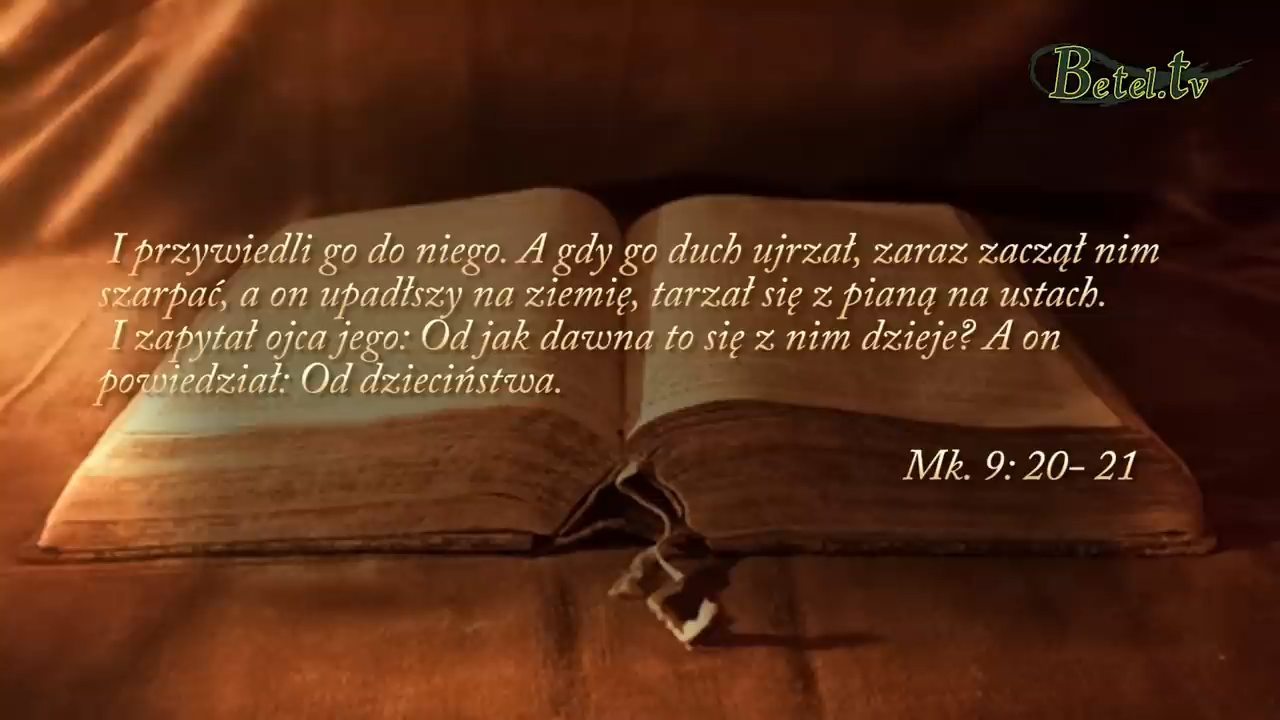 Betel.tv
I przywiedli go do niego. A gdy go duch ujrzał, zaraz zaczął nim
szarpać, a on upadłszy na ziemię, tarzał się z pianą na ustach.
I zapytał ojca jego: Od jak dawna to się z nim dzieje? A on
powiedział: Od dzieciństwa.
Mk. 9: 20- 21